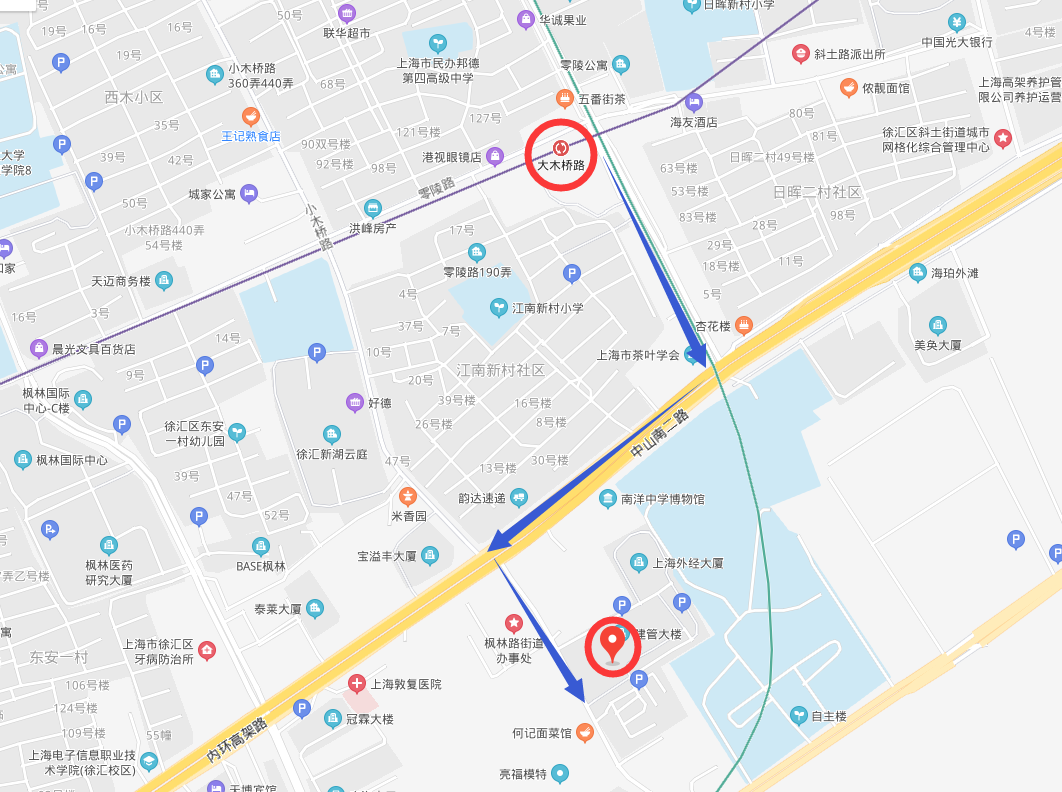 50号
号
日晖新村小学
19号
16号
16号
联华超市
华诚果业
中国光大银行
4号楼
19号
上海市民办邦德
第四高级中学
零陵公寓
斜土路派出所
公寓
小木桥路
360弄440弄
68号
西木小区
五番街茶
侬靓面馆
上海高架养护管
限公司养护运营
海友酒店
80号
35号
王记熟食店
127号
121号楼
90双号楼
81号
徐汇区斜土街道城市
网格化综合管理中心
大学
学院8
39号
42号
92号楼
98号
港视眼镜店
大木桥路
63号楼
日晖二村49号楼
城家公寓
零陵路
53号楼
日晖二村社区
50号
小木桥路
洪峰房产
83号楼
98号
28号
小木桥路440弄
54号楼
17号
29号
11号
18号楼
家
天迈商务楼
零陵路190弄
海珀外滩
4号
5号
16号
3号
江南新村小学
37号
7号
杏花楼
14号
美奂大厦
晨光文具百货店
10号
上海市茶叶学会
9号
江南新村社区
20号
枫林国际
中心-C楼
39号楼
16号楼
好德
26号楼
8号楼
中山南二路
徐汇区东安
一村幼儿园
徐汇新湖云庭
47号
30号楼
13号楼
枫林国际中心
39号
47号
韵达速递
南洋中学博物馆
52号
米香园
宝溢丰大厦
上海外经大厦
枫林医药
研究大厦
BASE枫林
弄乙号楼
泰莱大厦
寓
枫林路街道
办事处
建管大楼
上海市徐汇区
牙病防治所
东安一村
106号楼
上海敦复医院
124号楼
冠霖大楼
自主楼
109号楼
55幢
内环高架路
何记面菜馆
上海电子信息职业技
术学院(徐汇校区)
亮福模特
天博宾馆